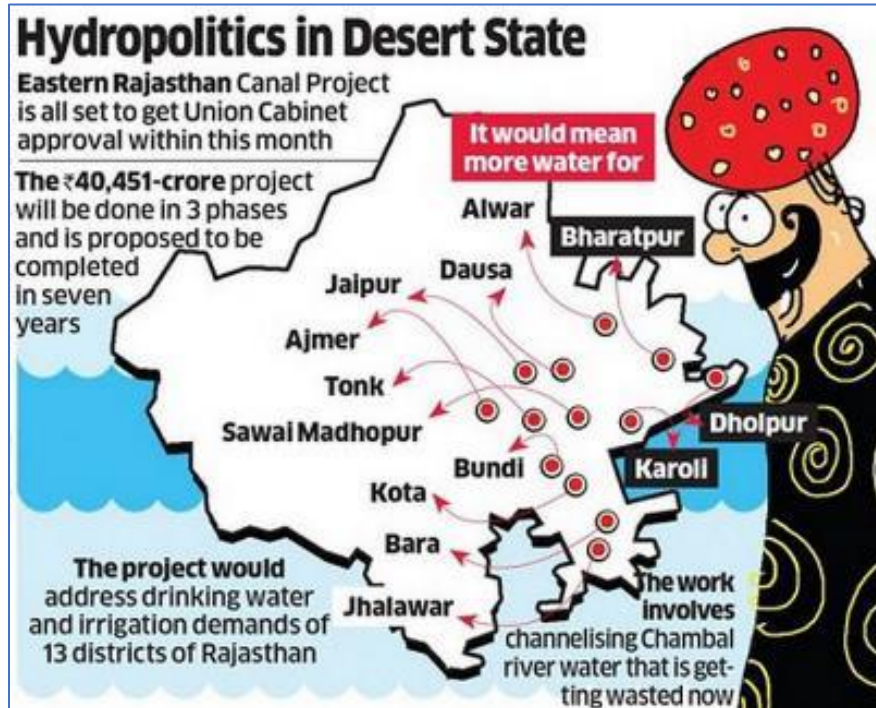 Hydropolitics in Desert State
Eastern Rajasthan Canal Project
is all set to get Union Cabinet
approval within this month
The ₹40,451-crore project
will be done in 3 phases
and is proposed to be
completed
in seven
years
It would mean
more water for
Alwar
Bharatpur
Dausa
Jaipur
Ajmer
Tonk
Sawai Madhopur
Bundi
Dholpur
Karoli
Kota
Bara
Jhalawar
The project would
address drinking water
and irrigation demands of
13 districts of Rajasthan
The work
involves
channelising Chambal
river water that is get-
ting wasted now